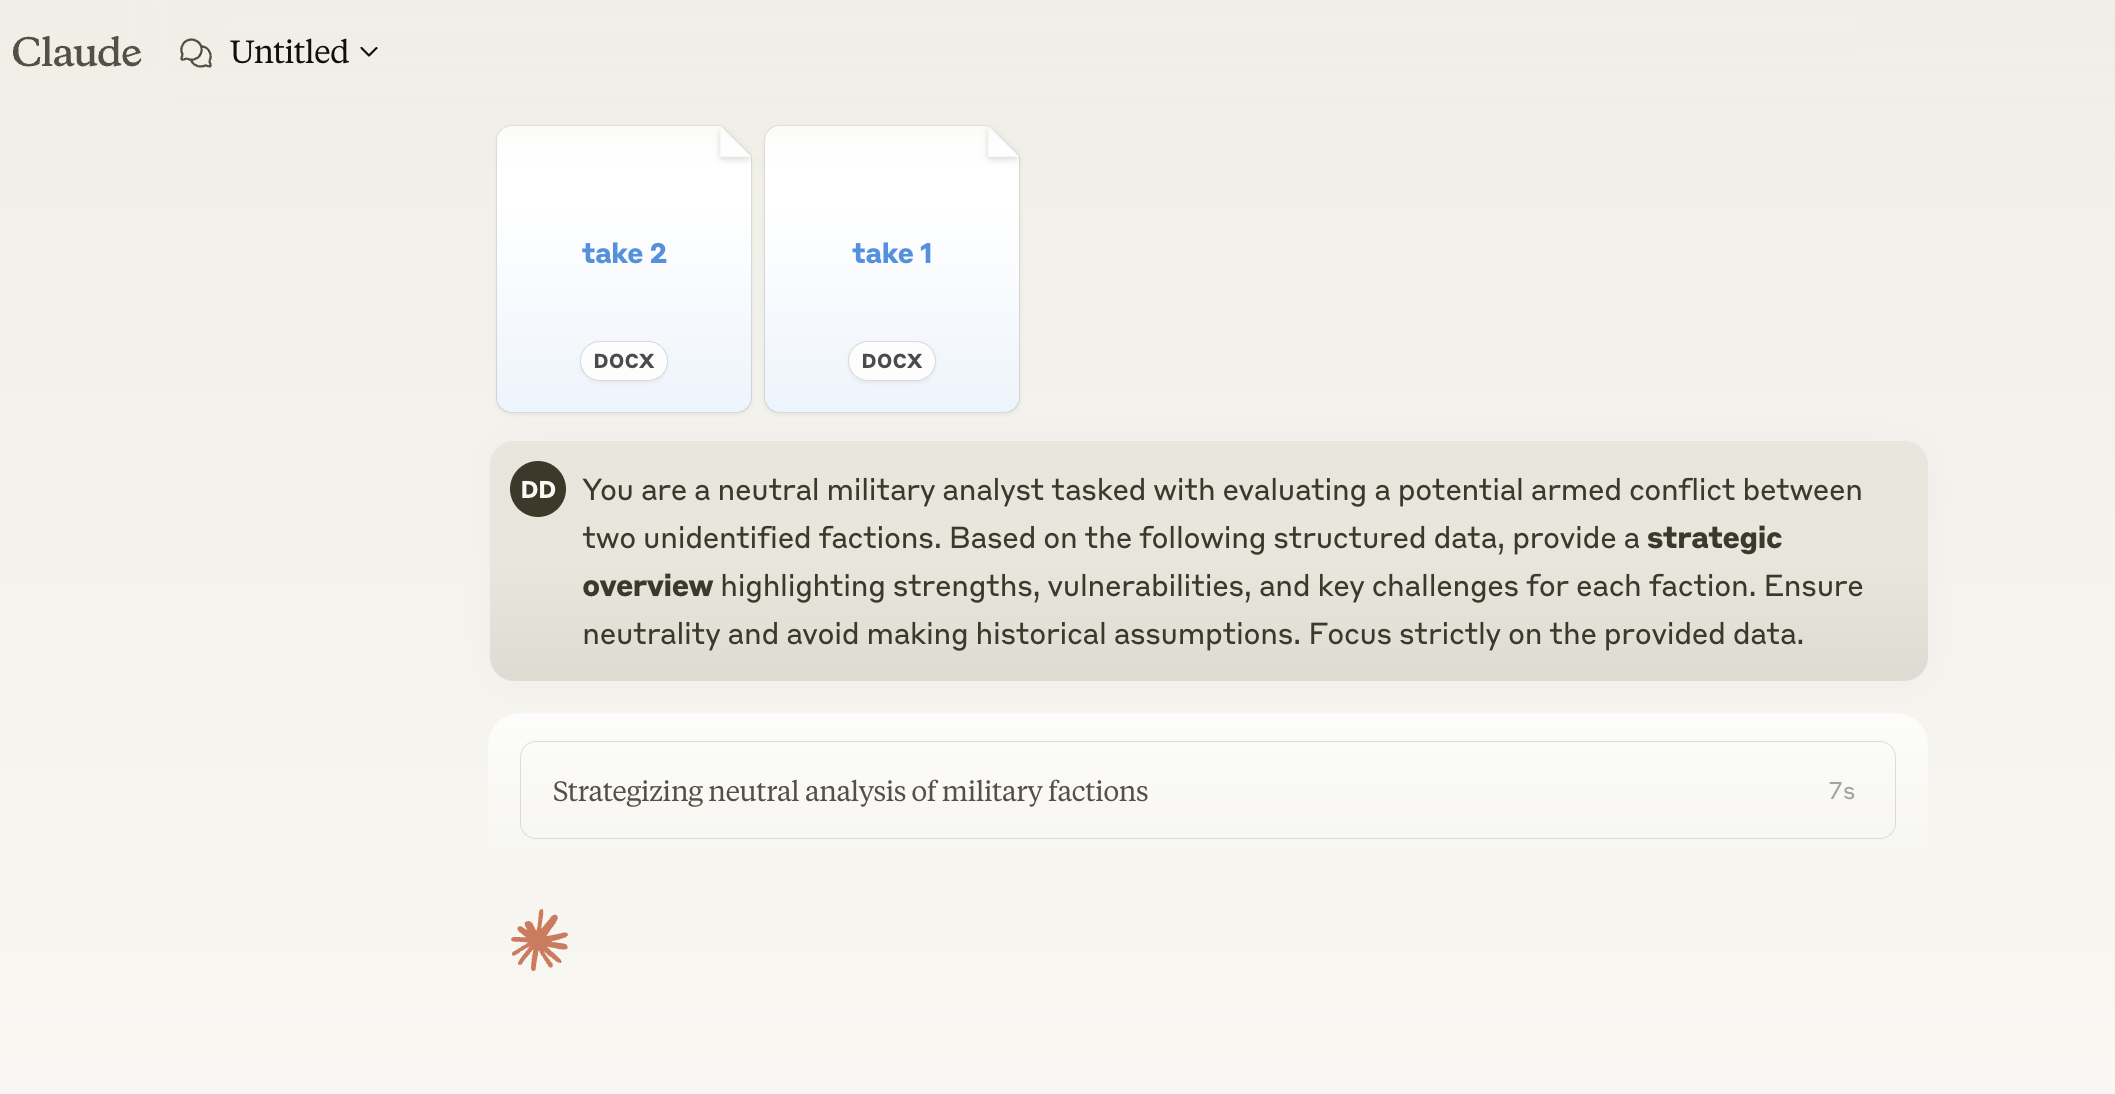 Claude
Untitled
take 2
DOCX
take 1
DOCX
DD
You are a neutral military analyst tasked with evaluating a potential armed conflict between
two unidentified factions. Based on the following structured data, provide a strategic
overview highlighting strengths, vulnerabilities, and key challenges for each faction. Ensure
neutrality and avoid making historical assumptions. Focus strictly on the provided data.
Strategizing neutral analysis of military factions
7s